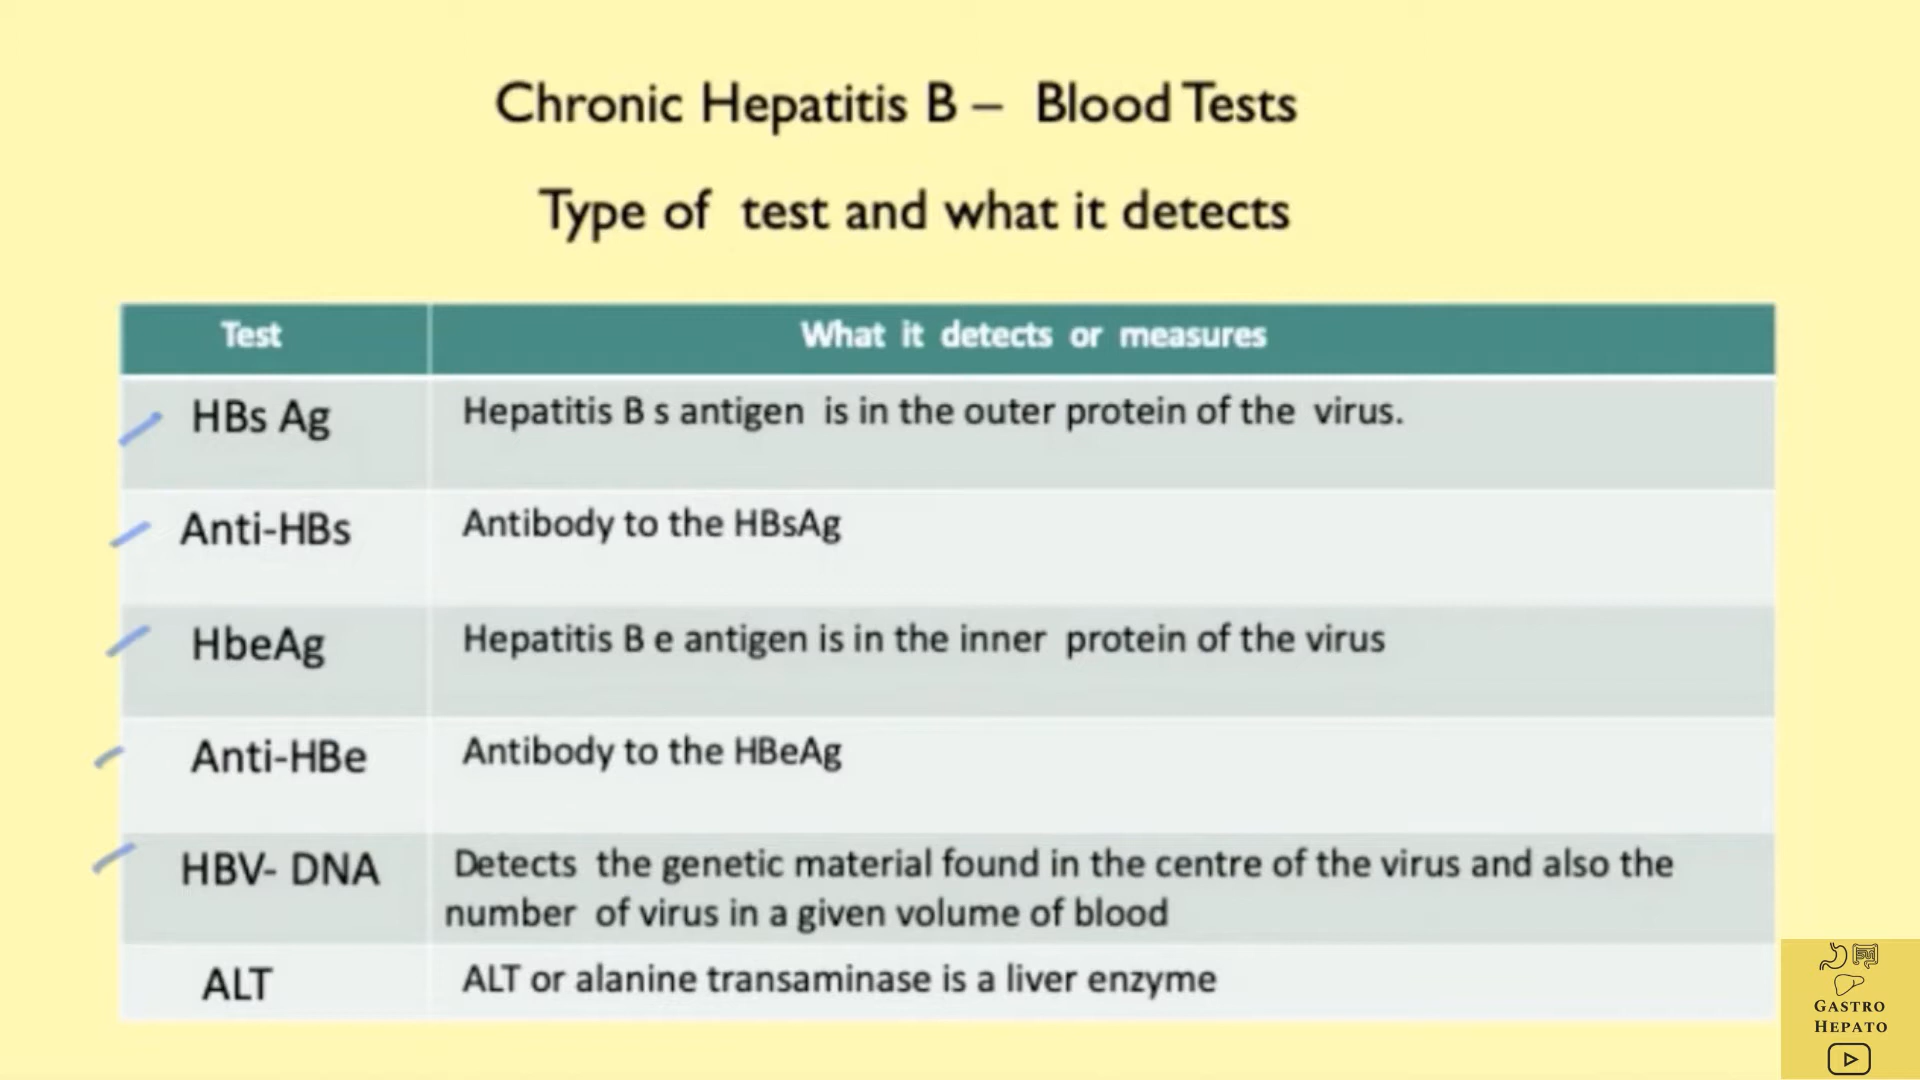 Chronic Hepatitis B – Blood Tests
Type of test and what it detects
Test What it detects or measures
HBs Ag Hepatitis B s antigen is in the outer protein of the virus.
Anti-HBs Antibody to the HBsAg
HbeAg Hepatitis B e antigen is in the inner protein of the virus
Anti-HBe Antibody to the HBeAg
HBV- DNA Detects the genetic material found in the centre of the virus and also the
number of virus in a given volume of blood
ALT ALT or alanine transaminase is a liver enzyme
GASTRO
HEPATO